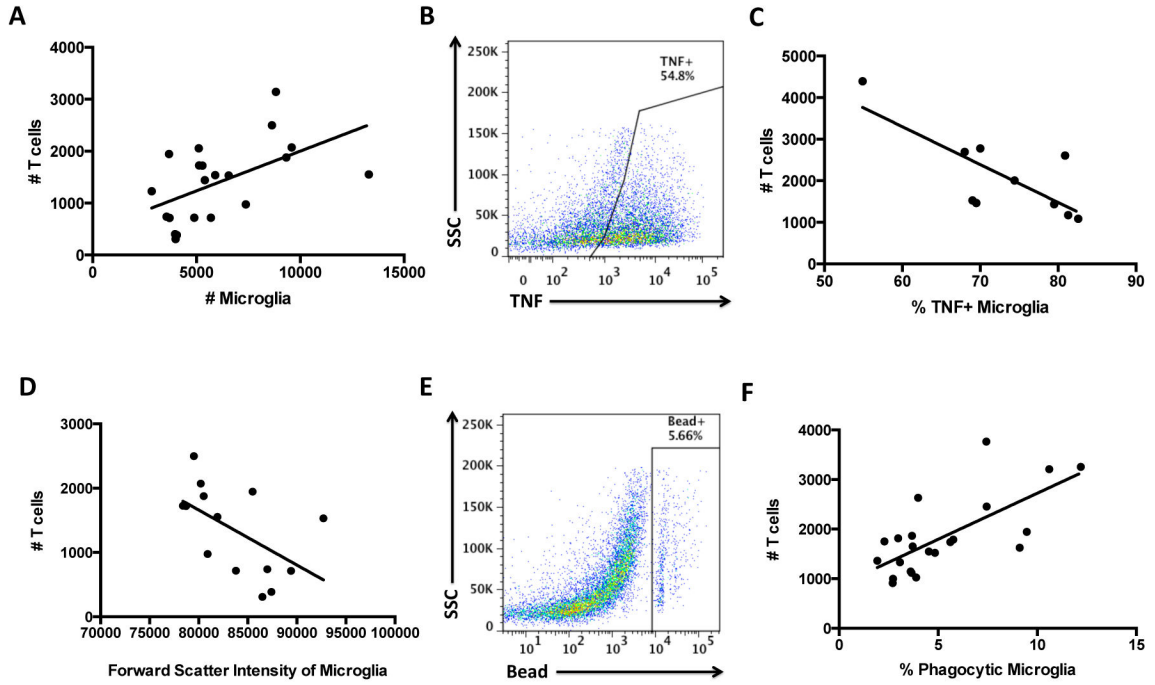 A
4000
3000
2000
1000
0
# T cells
0 5000 10000 15000
# Microglia
B
250K
200K
150K
100K
50K
0
SSC
TNF+
54.8%
0 10^2 10^3 10^4 10^5
TNF
C
5000
4000
3000
2000
1000
0
# T cells
50 60 70 80 90
% TNF+ Microglia
D
3000
2000
1000
0
# T cells
70000 75000 80000 85000 90000 95000 100000
Forward Scatter Intensity of Microglia
E
250K
200K
150K
100K
50K
0
SSC
Bead+
5.66%
10^1 10^2 10^3 10^4 10^5
Bead
F
4000
3000
2000
1000
0
# T cells
0 5 10 15
% Phagocytic Microglia